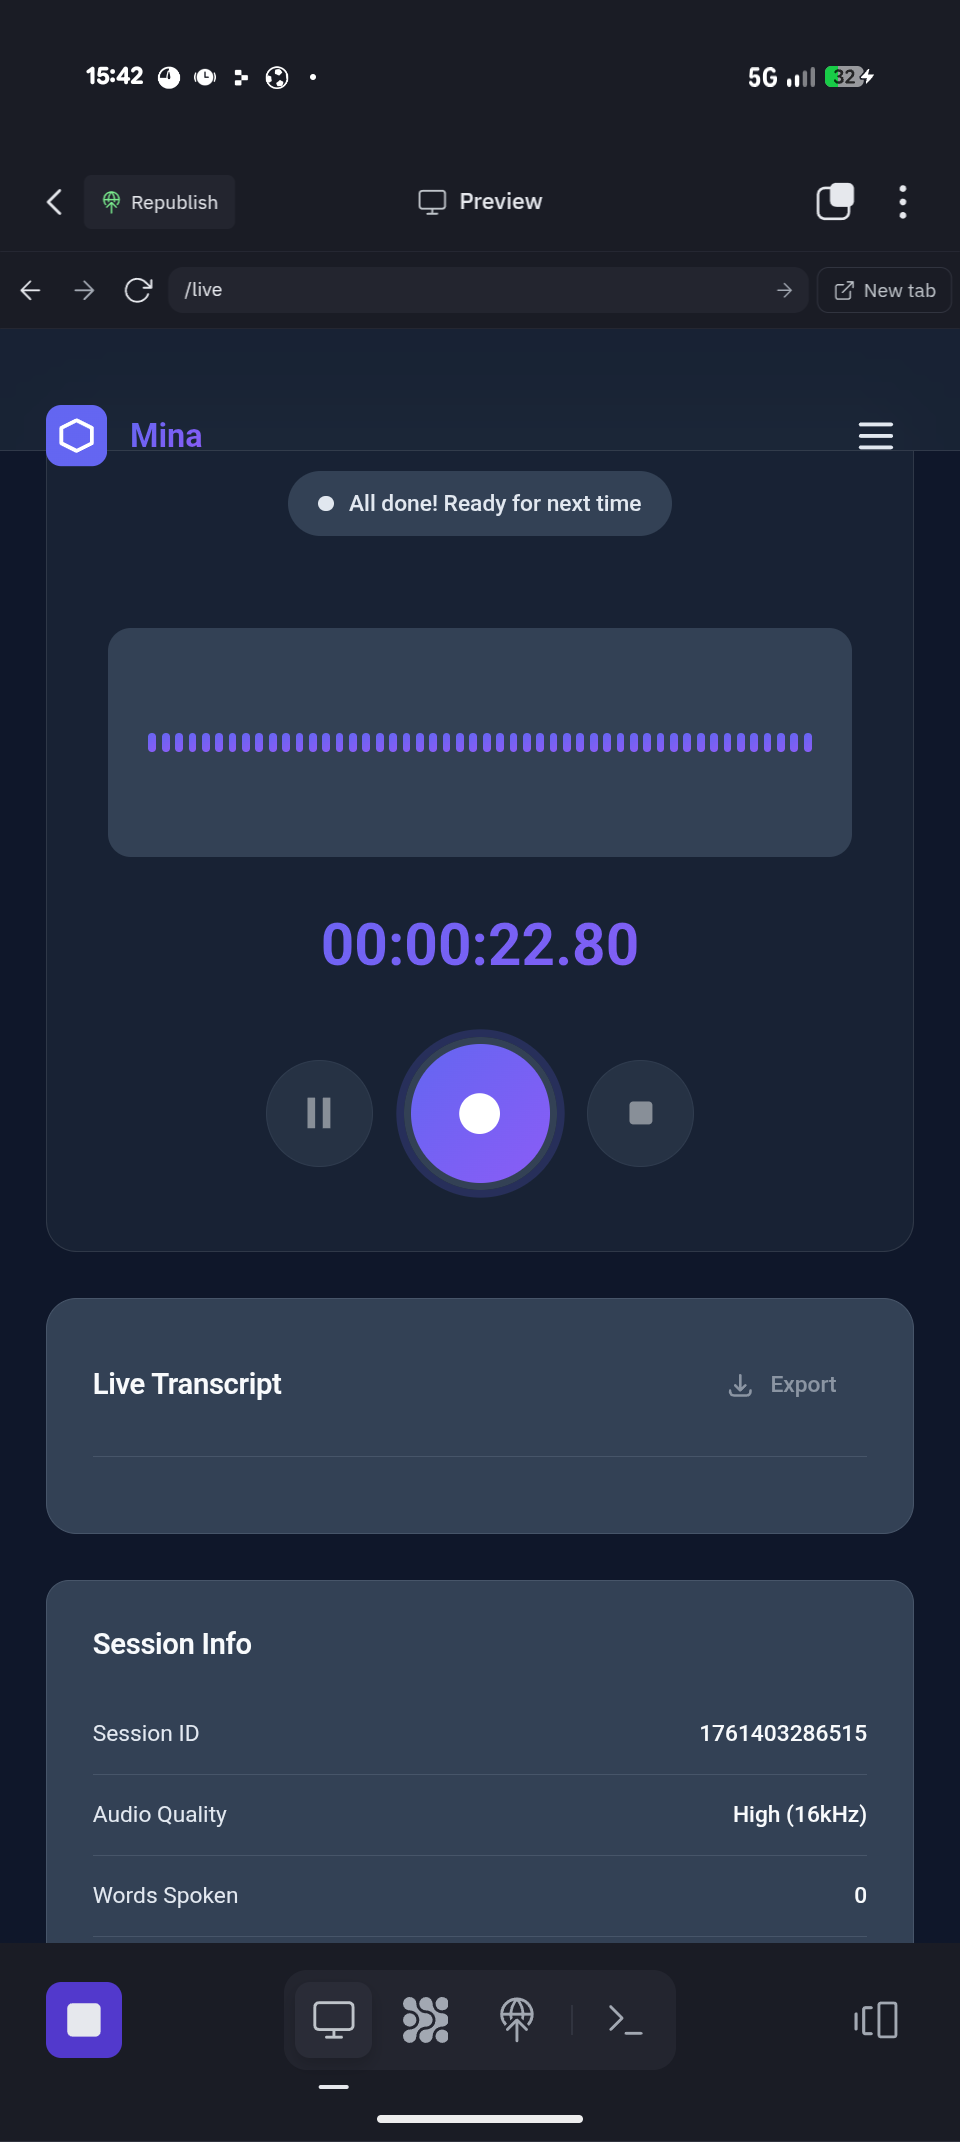 15:42
5G
32
Republish
Preview
/live
New tab
Mina
All done! Ready for next time
00:00:22.80
Live Transcript
Export
Session Info
Session ID
1761403286515
Audio Quality
High (16kHz)
Words Spoken
0